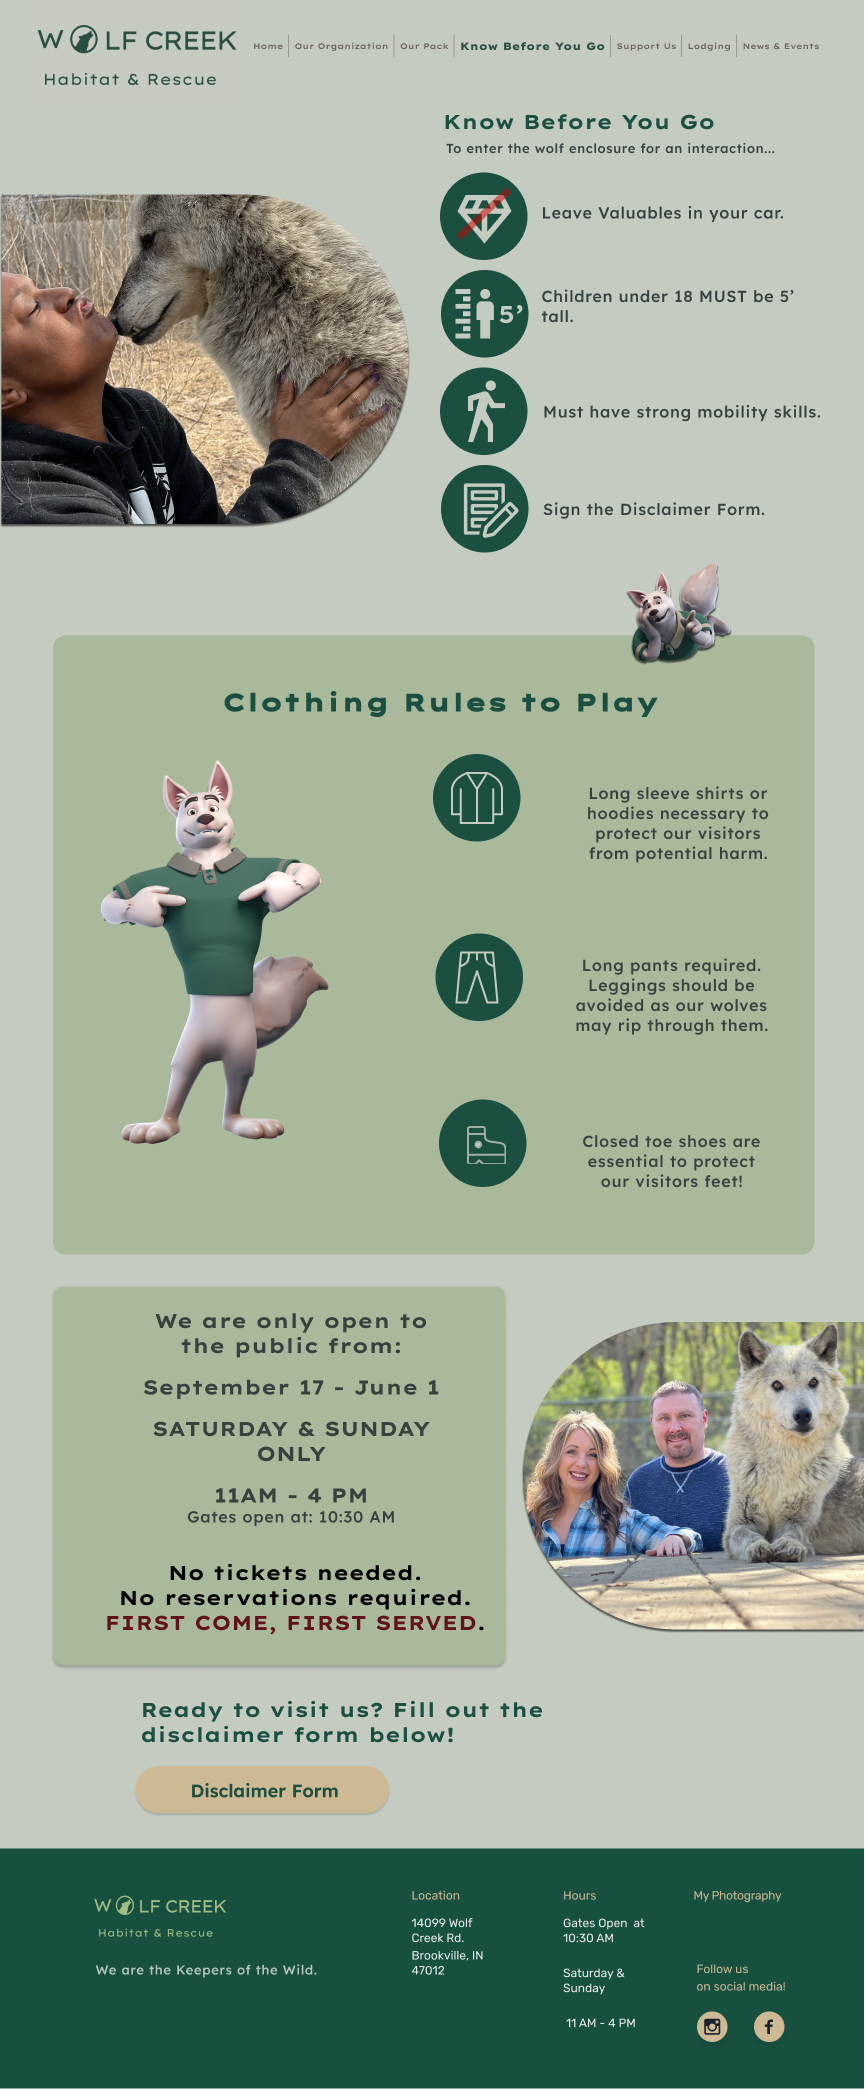 W LF CREEK
Habitat & Rescue
Home
Our Organization
Our Pack
Know Before You Go
Support Us
Lodging
News & Events
Know Before You Go
To enter the wolf enclosure for an interaction...
Leave Valuables in your car.
5’
Children under 18 MUST be 5’
tall.
Must have strong mobility skills.
Sign the Disclaimer Form.
Clothing Rules to Play
Long sleeve shirts or
hoodies necessary to
protect our visitors
from potential harm.
Long pants required.
Leggings should be
avoided as our wolves
may rip through them.
Closed toe shoes are
essential to protect
our visitors feet!
We are only open to
the public from:
September 17 - June 1
SATURDAY & SUNDAY
ONLY
11AM - 4 PM
Gates open at: 10:30 AM
No tickets needed.
No reservations required.
FIRST COME, FIRST SERVED.
Ready to visit us? Fill out the
disclaimer form below!
Disclaimer Form
W LF CREEK
Habitat & Rescue
We are the Keepers of the Wild.
Location
14099 Wolf
Creek Rd.
Brookville, IN
47012
Hours
Gates Open at
10:30 AM
Saturday &
Sunday
11 AM - 4 PM
My Photography
Follow us
on social media!